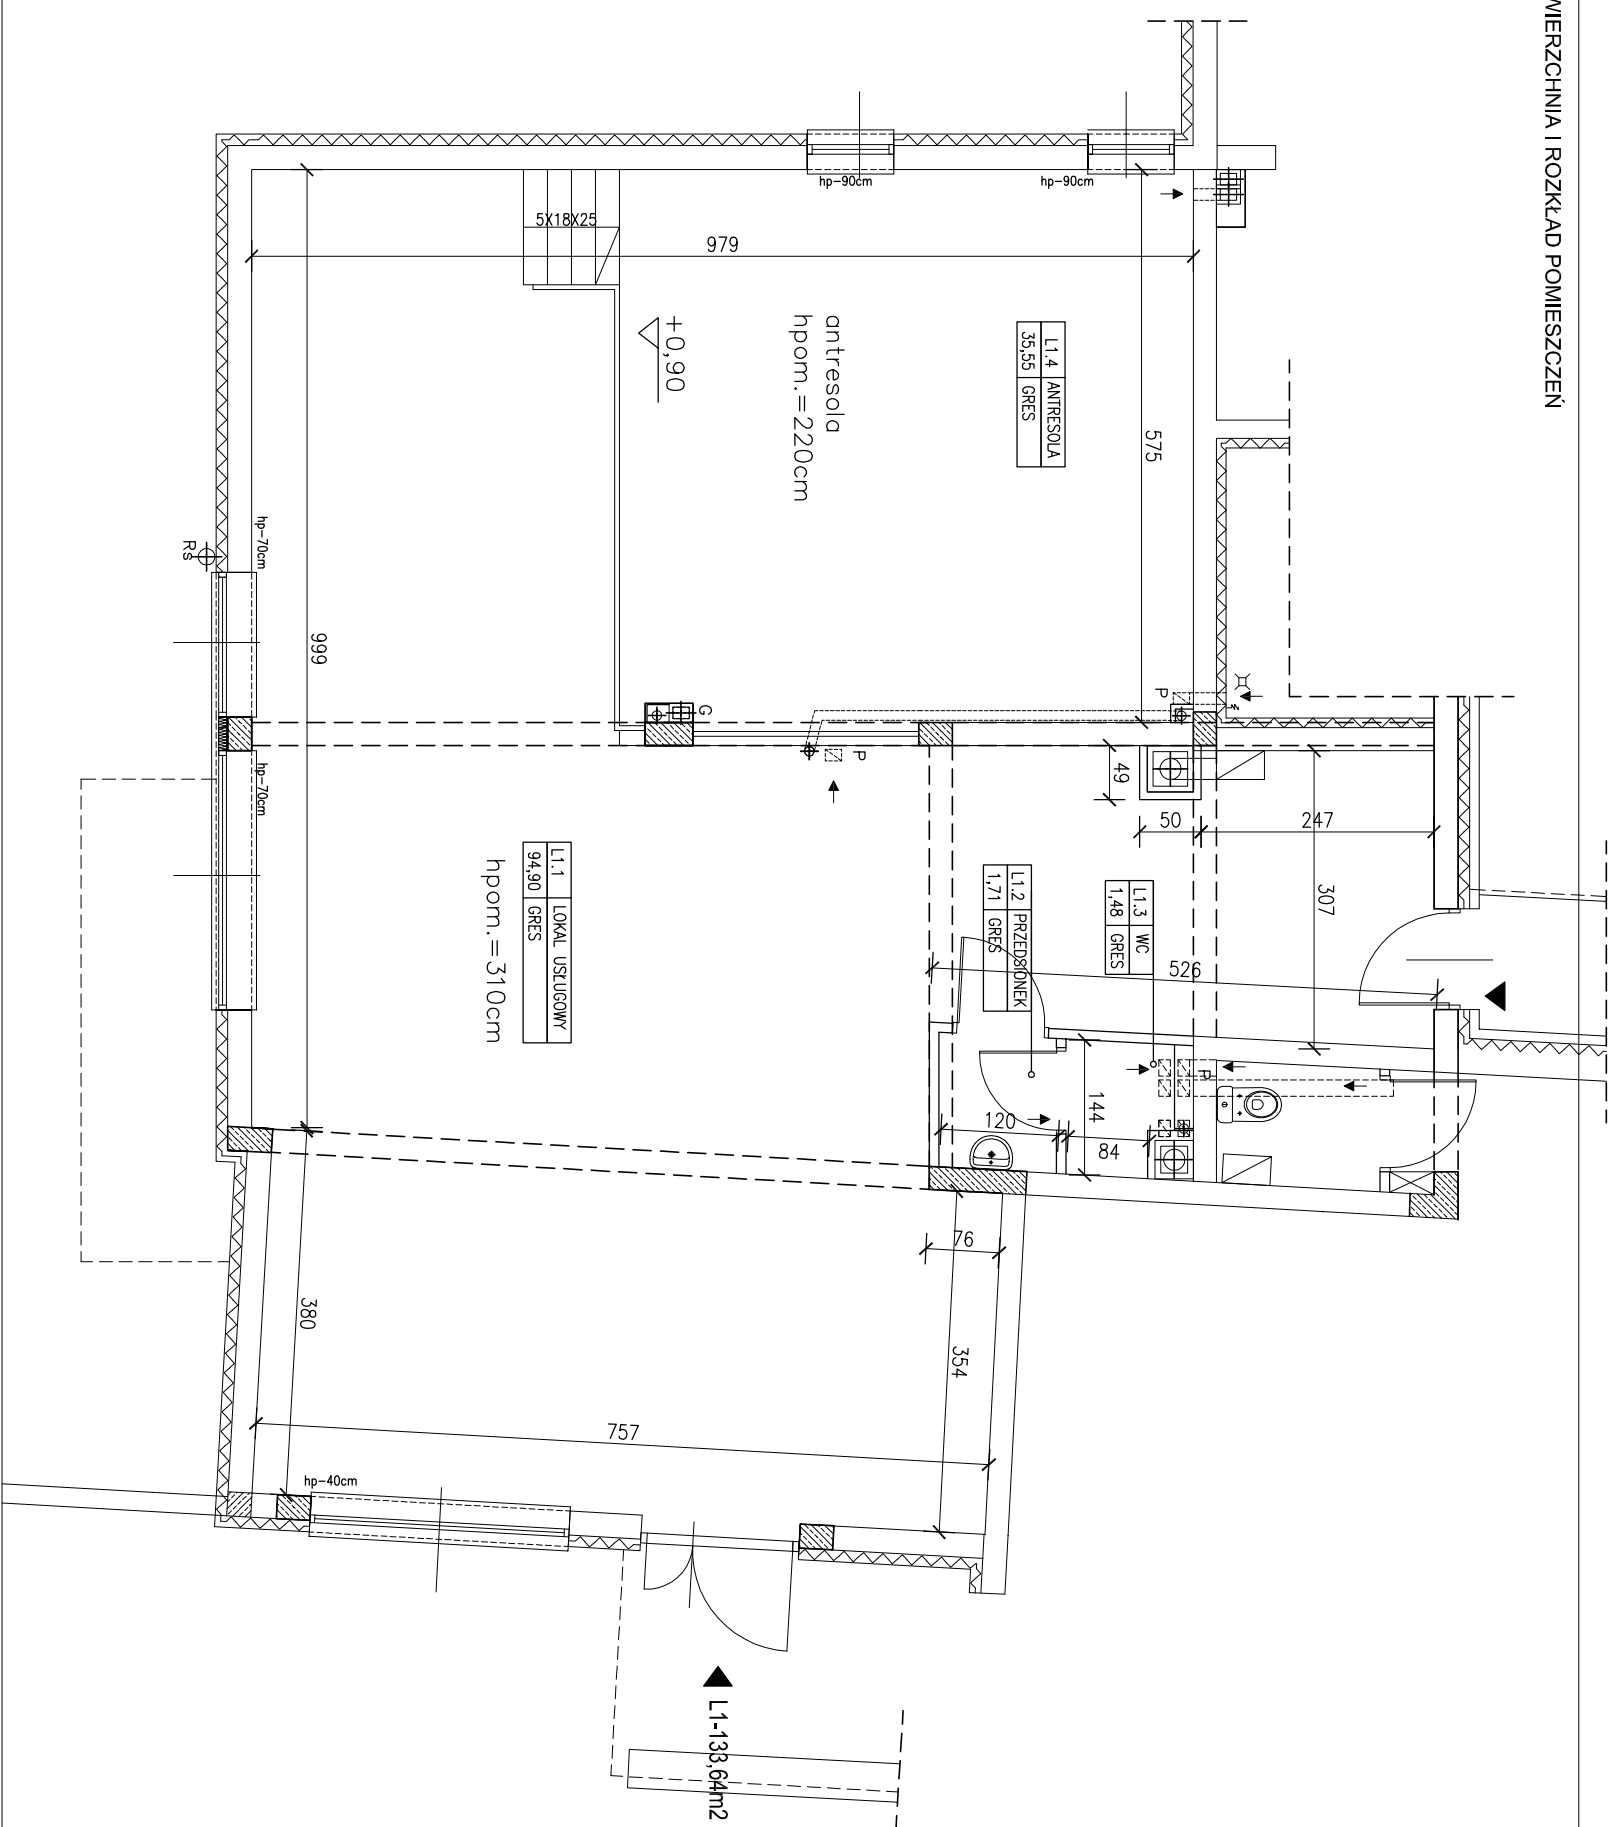 WIERZCHNIA I ROZKŁAD POMIESZCZEŃ
hp-90cm
hp-90cm
5X18X25
979
575
L1.4 ANTRESOLA
35,55 GRES
antresola
hpom.=220cm
+0,90
hp-70cm
Rs
999
G
P
P
49
50
247
307
hp-70cm
L1.1 LOKAL USŁUGOWY
94,90 GRES
hpom.=310cm
L1.2 PRZEDSIONEK
1,71 GRES
L1.3 WC
1,48 GRES
526
P
144
120
84
76
380
354
757
hp-40cm
L1-133,64m2